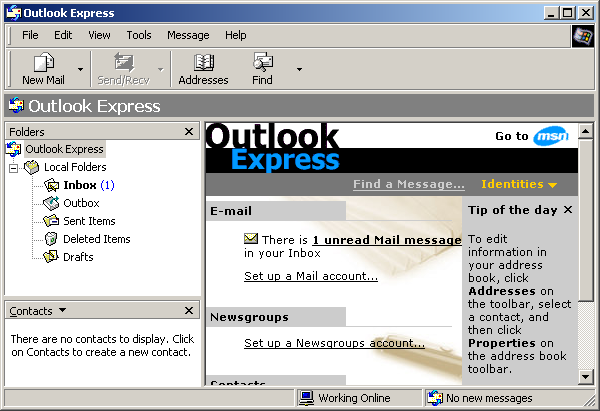 Outlook Express
File Edit View Tools Message Help
New Mail Send/Recv Addresses Find
Outlook Express
Folders
Outlook Express
Local Folders
Inbox (1)
Outbox
Sent Items
Deleted Items
Drafts
Contacts
There are no contacts to display. Click
on Contacts to create a new contact.
Outlook
Express
Go to msn
Find a Message... Identities
E-mail
There is 1 unread Mail message
in your Inbox
Set up a Mail account...
Newsgroups
Set up a Newsgroups account...
Contacts
Tip of the day
To edit
information in
your address
book, click
Addresses on
the toolbar, select
a contact, and
then click
Properties on
the address book
toolbar.
Working Online
No new messages